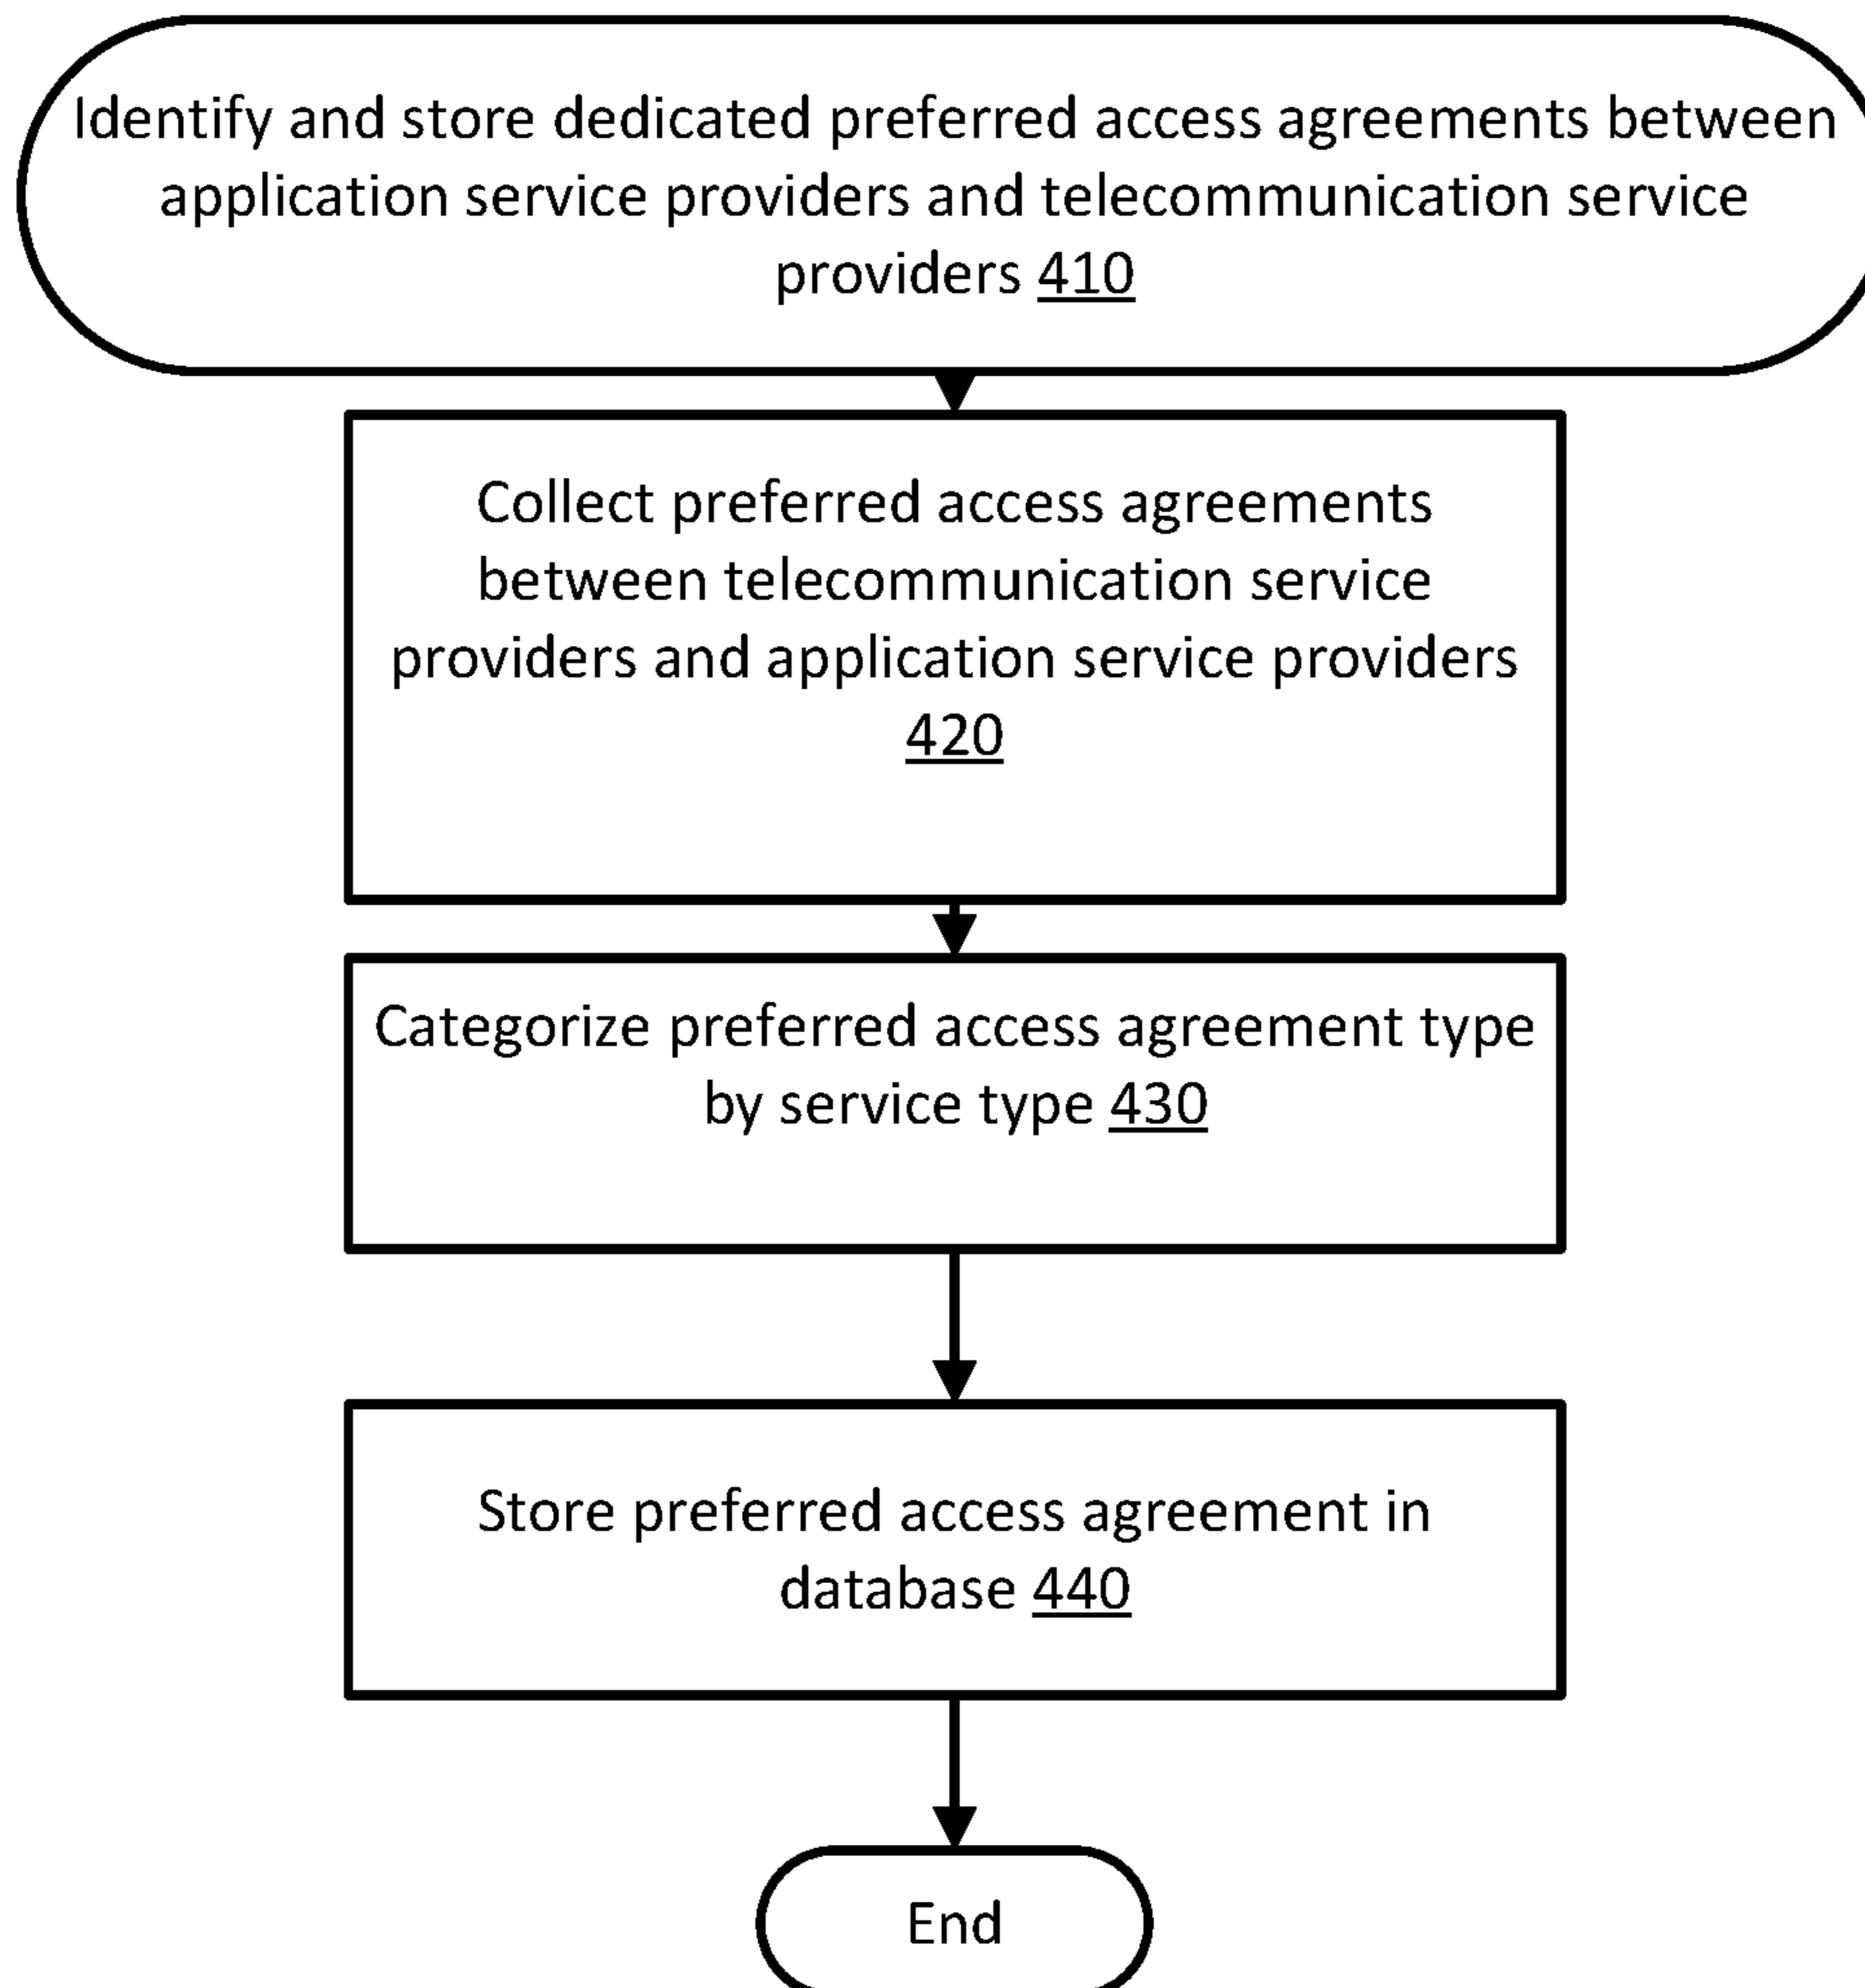 Identify and store dedicated preferred access agreements between
application service providers and telecommunication service
providers 410
Collect preferred access agreements
between telecommunication service
providers and application service providers
420
Categorize preferred access agreement type
by service type 430
Store preferred access agreement in
database 440
End